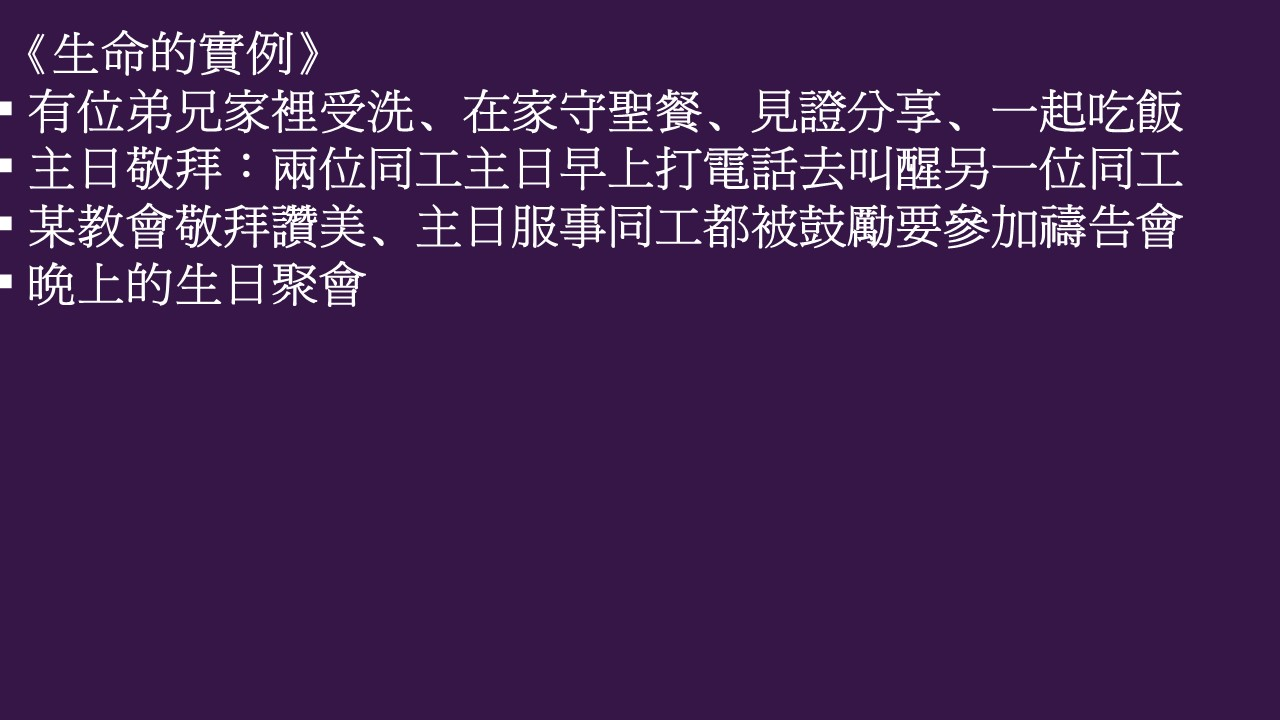 《生命的實例》
▪ 有位弟兄家裡受洗、在家守聖餐、見證分享、一起吃飯
▪ 主日敬拜：兩位同工主日早上打電話去叫醒另一位同工
▪ 某教會敬拜讚美、主日服事同工都被鼓勵要參加禱告會
▪ 晚上的生日聚會